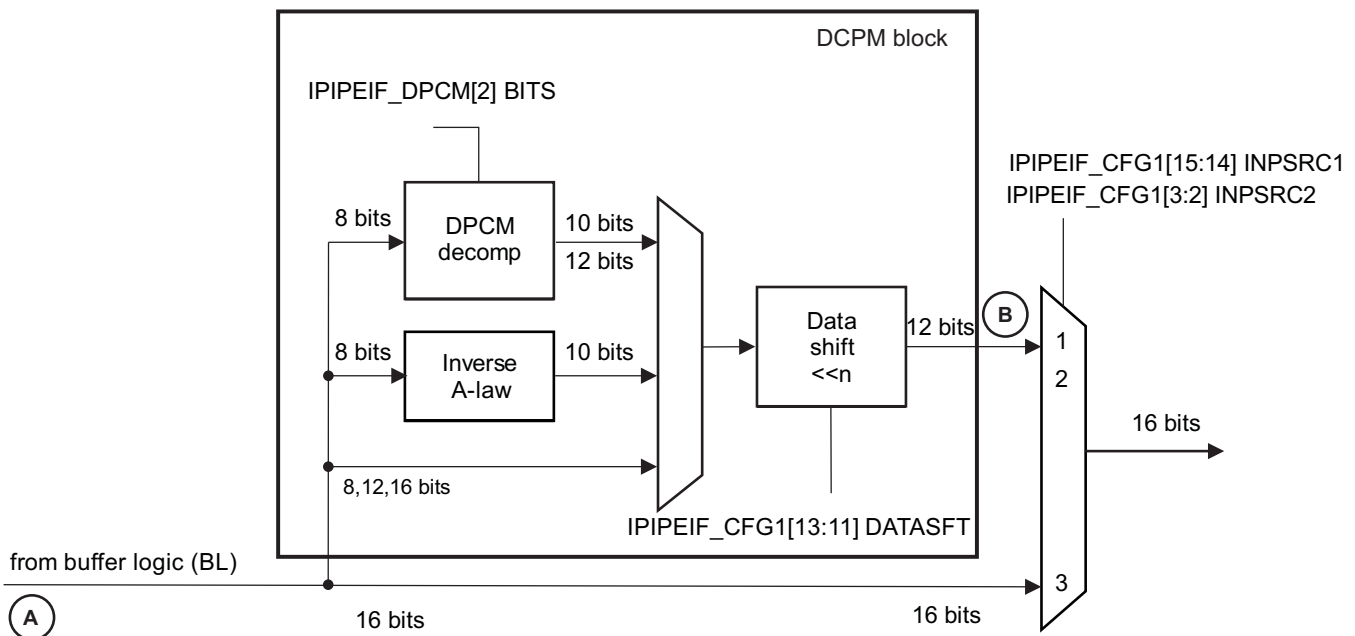 DCPM block
IPIPEIF_DPCM[2] BITS
IPIPEIF_CFG1[15:14] INPSRC1
IPIPEIF_CFG1[3:2] INPSRC2
8 bits
DPCM
decomp
10 bits
12 bits
8 bits
Inverse
A-law
10 bits
Data
shift
<<n
12 bits
B
1
2
16 bits
8,12,16 bits
IPIPEIF_CFG1[13:11] DATASFT
from buffer logic (BL)
3
A
16 bits
16 bits